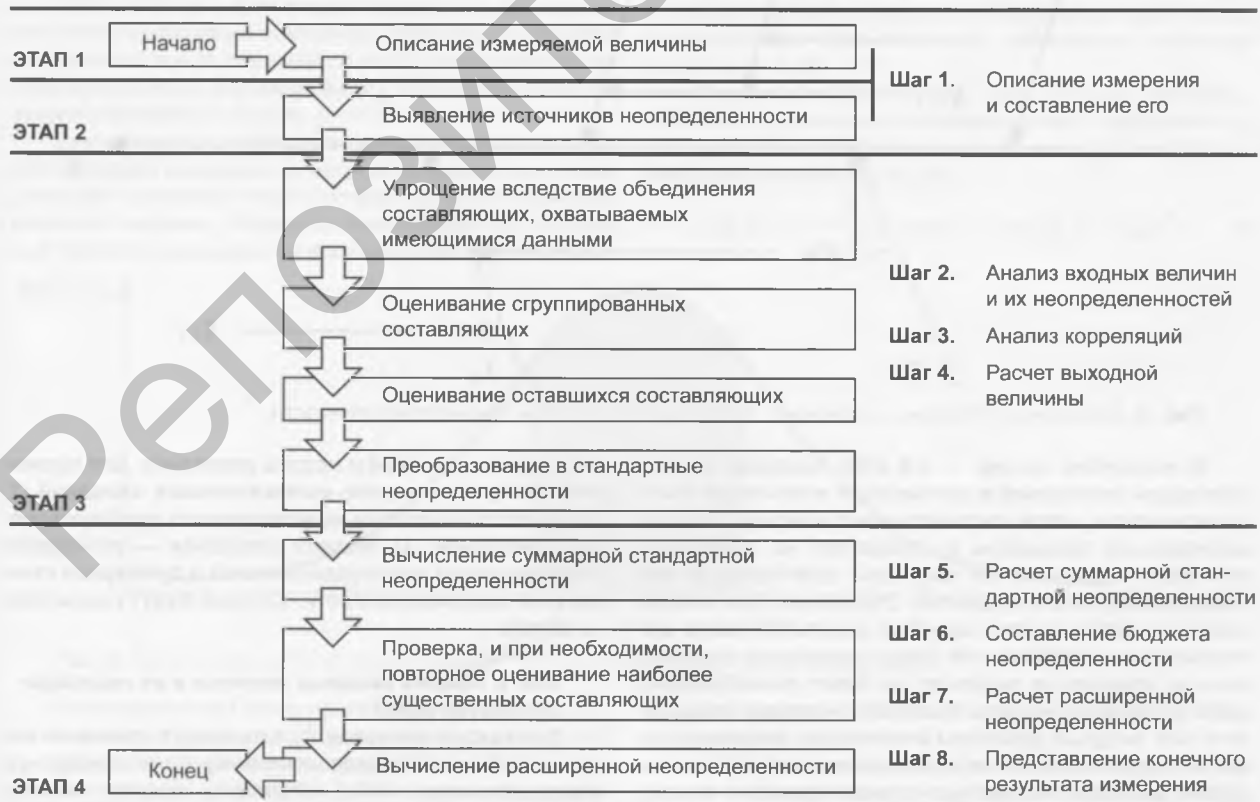 Начало
Описание измеряемой величины
ЭТАП 1
Шаг 1. Описание измерения
и составление его
Выявление источников неопределенности
ЭТАП 2
Упрощение вследствие объединения
составляющих, охватываемых
имеющимися данными
Оценивание сгруппированных
составляющих
Оценивание оставшихся составляющих
Преобразование в стандартные
неопределенности
ЭТАП 3
Шаг 2. Анализ входных величин
и их неопределенностей
Шаг 3. Анализ корреляций
Шаг 4. Расчет выходной
величины
Вычисление суммарной стандартной
неопределенности
Проверка, и при необходимости,
повторное оценивание наиболее
существенных составляющих
Вычисление расширенной неопределенности
Конец
ЭТАП 4
Шаг 5. Расчет суммарной стан-
дартной неопределенности
Шаг 6. Составление бюджета
неопределенности
Шаг 7. Расчет расширенной
неопределенности
Шаг 8. Представление конечного
результата измерения
Репозито